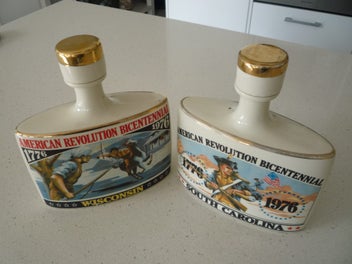 AMERICAN REVOLUTION BICENTENNIAL
1776
1976
WISCONSIN
AMERICAN REVOLUTION BICENTENNIAL
1776
1976
SOUTH CAROLINA